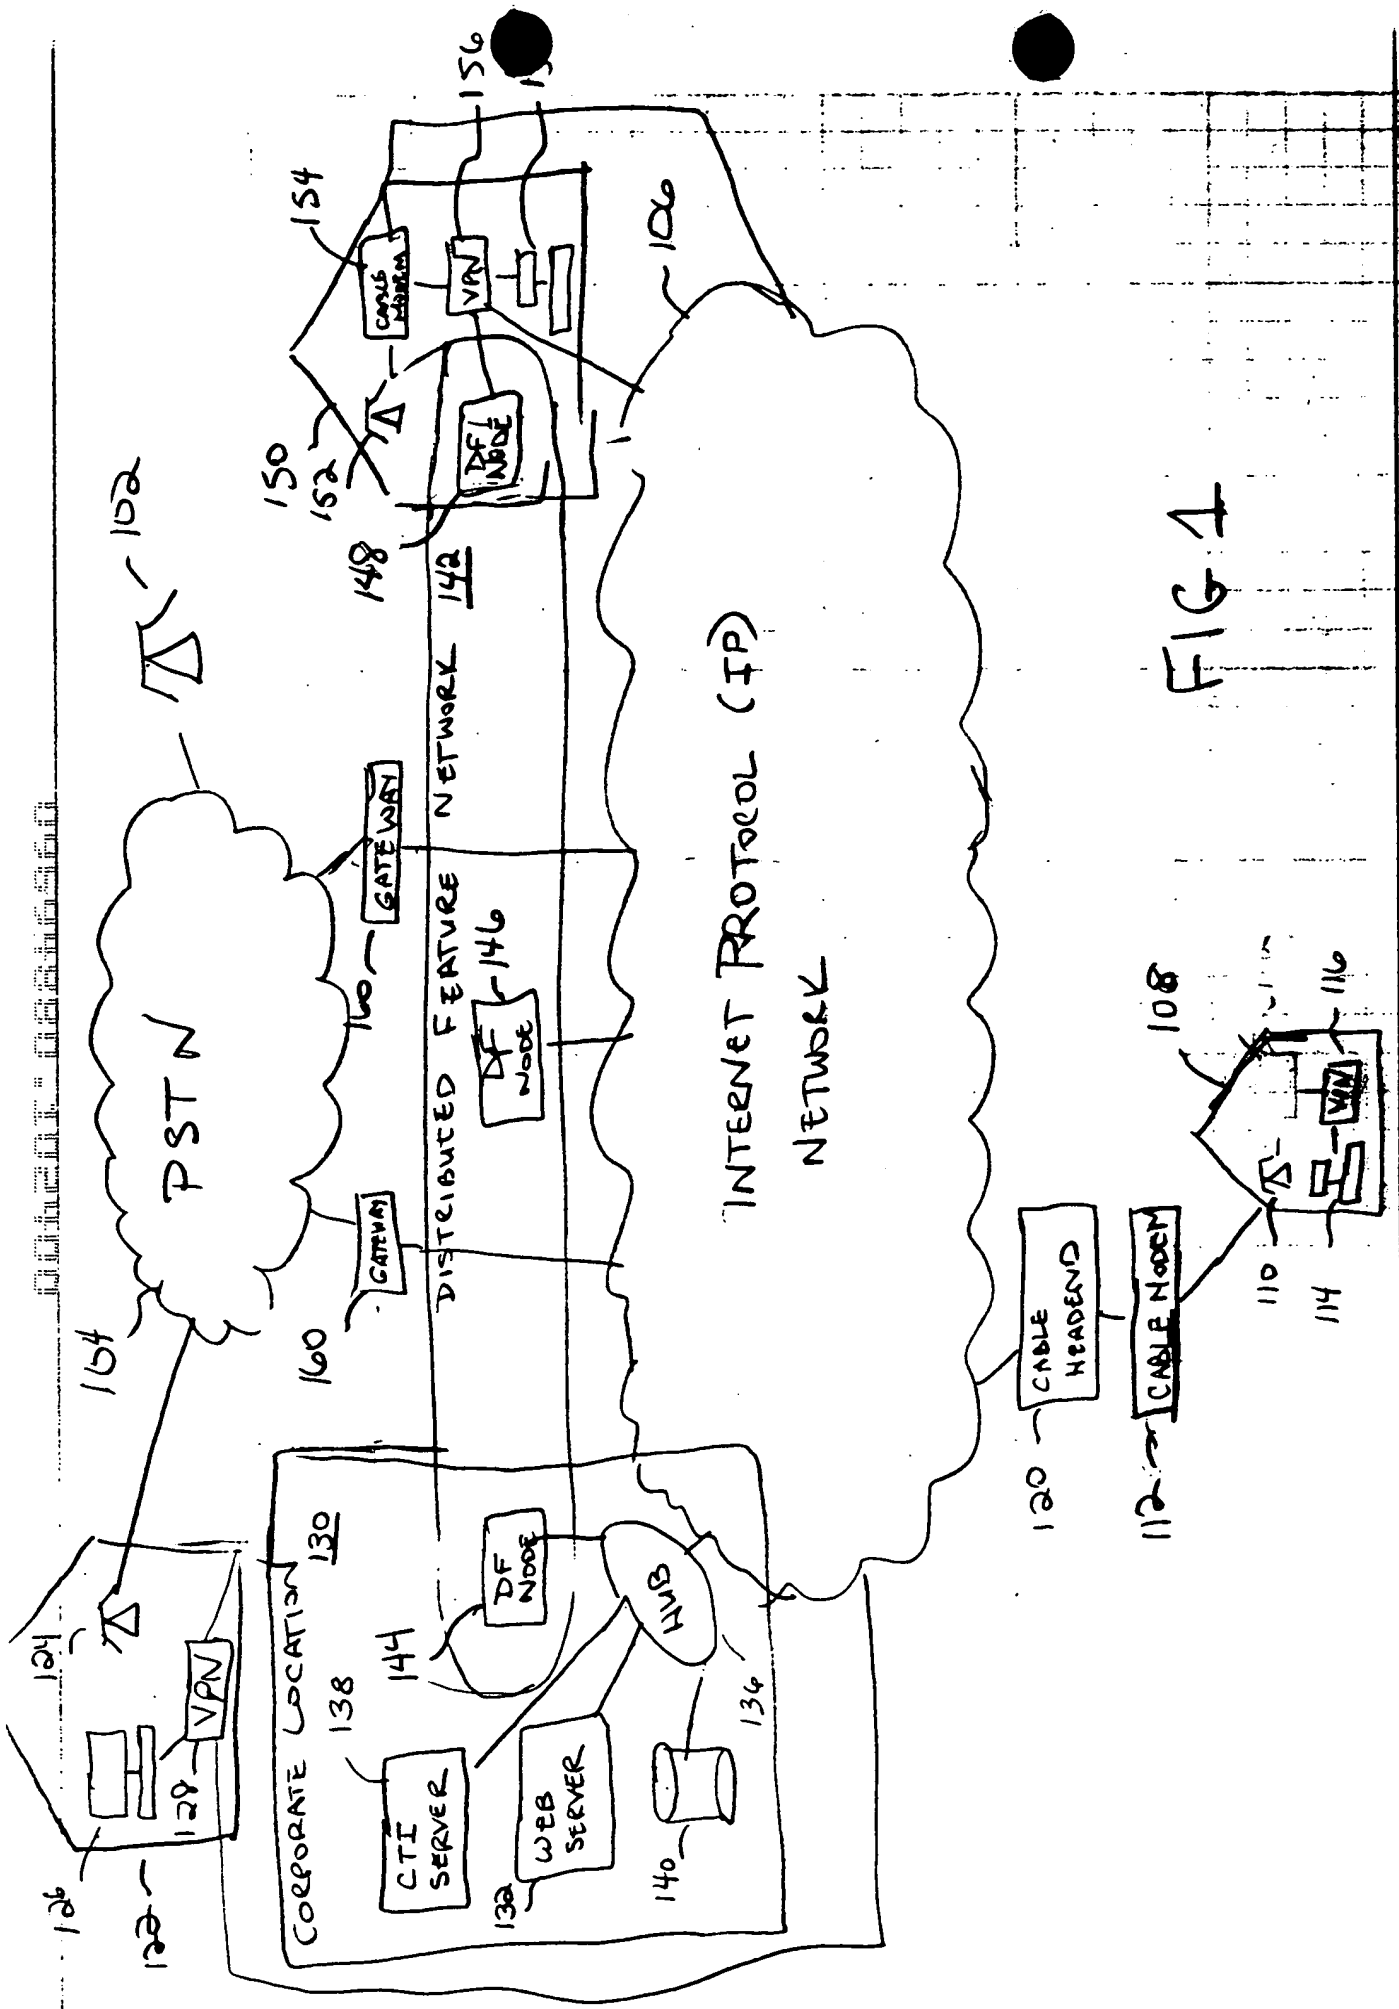 102
104
PSTN
124
126
122
128
VPN
160
GATEWAY
160
GATEWAY
150
152
154
CABLE
MODEM
156
VPN
148
DF
NODE
CORPORATE LOCATION
130
138
CTI
SERVER
144
DF
NODE
DISTRIBUTED FEATURE NETWORK
142
DF
NODE
146
132
WEB
SERVER
HUB
136
140
106
INTERNET PROTOCOL (IP)
NETWORK
120
CABLE
HEADEND
112
CABLE MODEM
108
110
114
116
VPN
FIG 1